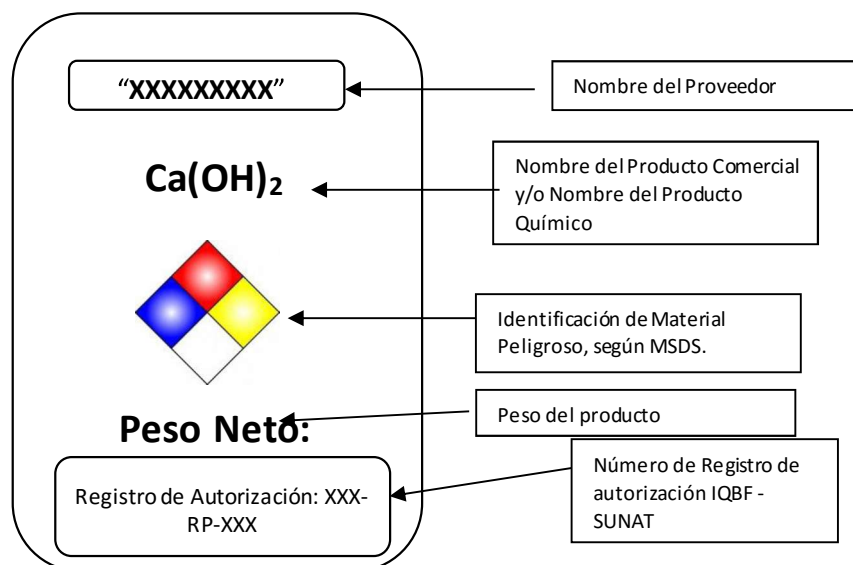 “XXXXXXXXX”
Nombre del Proveedor
Ca(OH)₂
Nombre del Producto Comercial
y/o Nombre del Producto
Químico
Identificación de Material
Peligroso, según MSDS.
Peso Neto:
Peso del producto
Registro de Autorización: XXX-
RP-XXX
Número de Registro de
autorización IQBF -
SUNAT